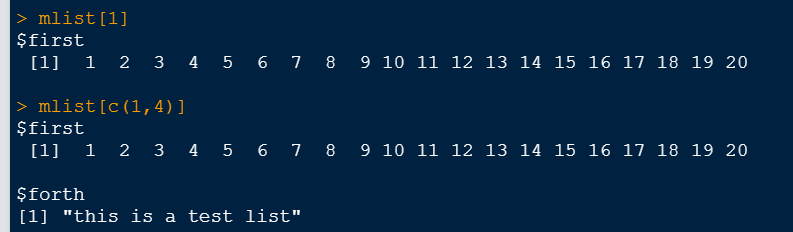 > mlist[1]
$first
 [1]  1  2  3  4  5  6  7  8  9 10 11 12 13 14 15 16 17 18 19 20
> mlist[c(1,4)]
$first
 [1]  1  2  3  4  5  6  7  8  9 10 11 12 13 14 15 16 17 18 19 20
$forth
[1] "this is a test list"